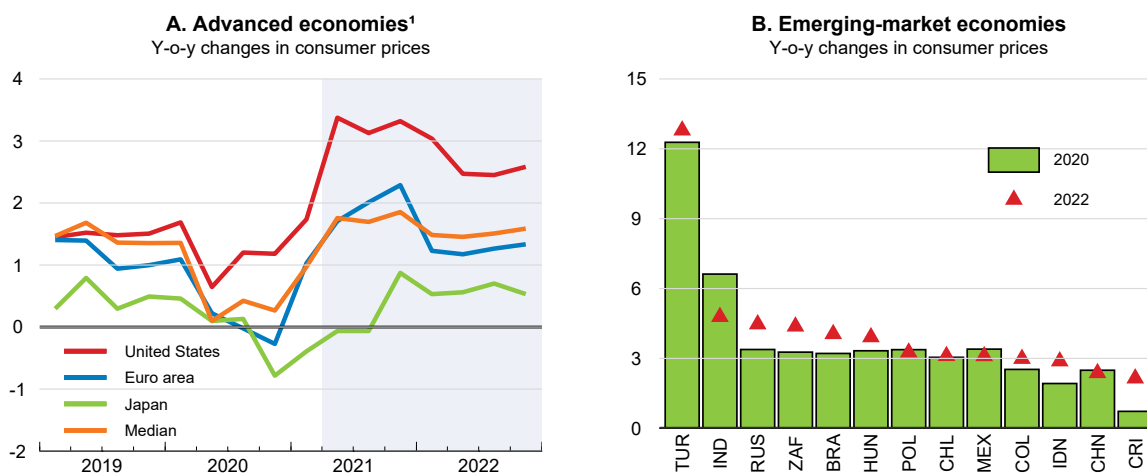 A. Advanced economies¹
Y-o-y changes in consumer prices
4
3
2
1
0
-1
-2
United States
Euro area
Japan
Median
2019
2020
2021
2022
B. Emerging-market economies
Y-o-y changes in consumer prices
15
12
9
6
3
0
2020
2022
TUR
IND
RUS
ZAF
BRA
HUN
POL
CHL
MEX
COL
IDN
CHN
CRI